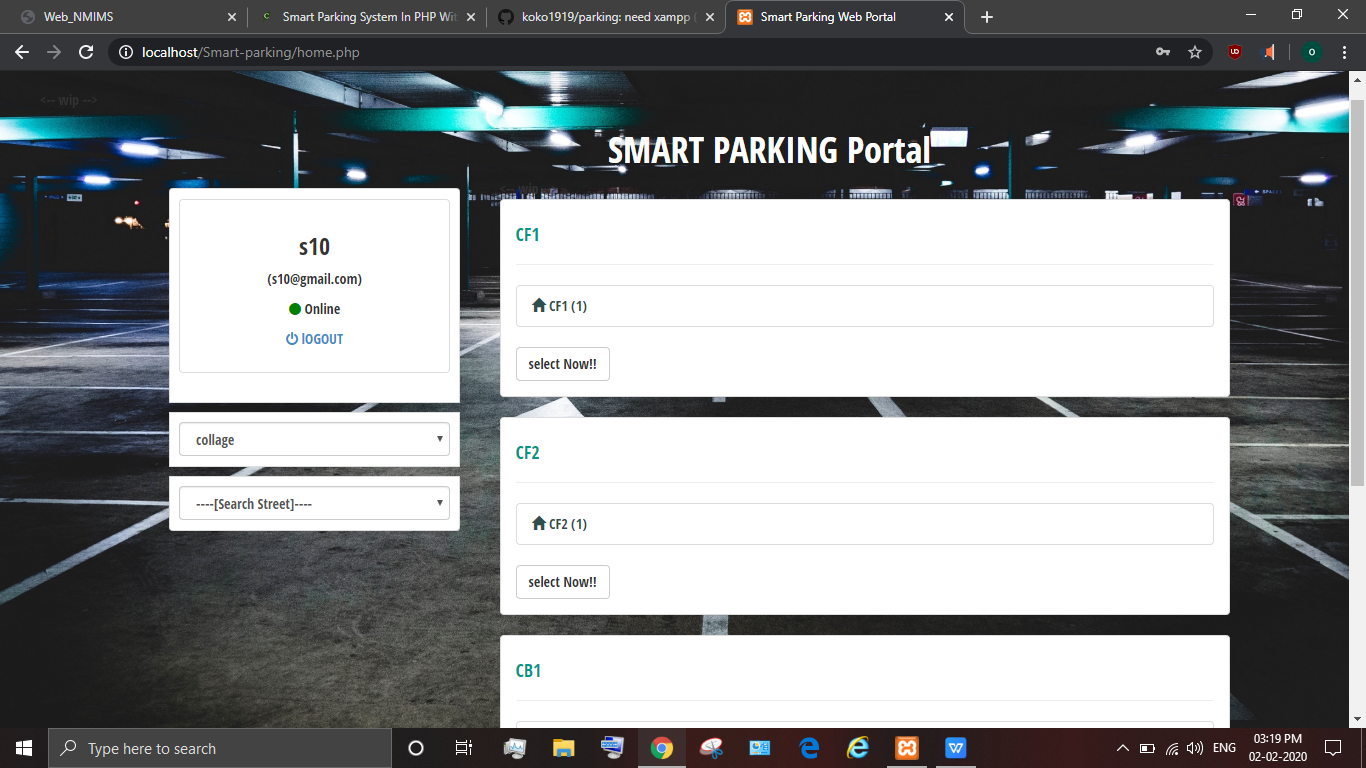 Web_NMIMS
Smart Parking System In PHP Wit
koko1919/parking: need xampp (
Smart Parking Web Portal
localhost/Smart-parking/home.php
<-- wip -->
SMART PARKING Portal
s10
(s10@gmail.com)
Online
lOGOUT
collage
----[Search Street]----
<-- wip
CF1
CF1 (1)
select Now!!
CF2
CF2 (1)
select Now!!
CB1
Type here to search
ENG
03:19 PM
02-02-2020